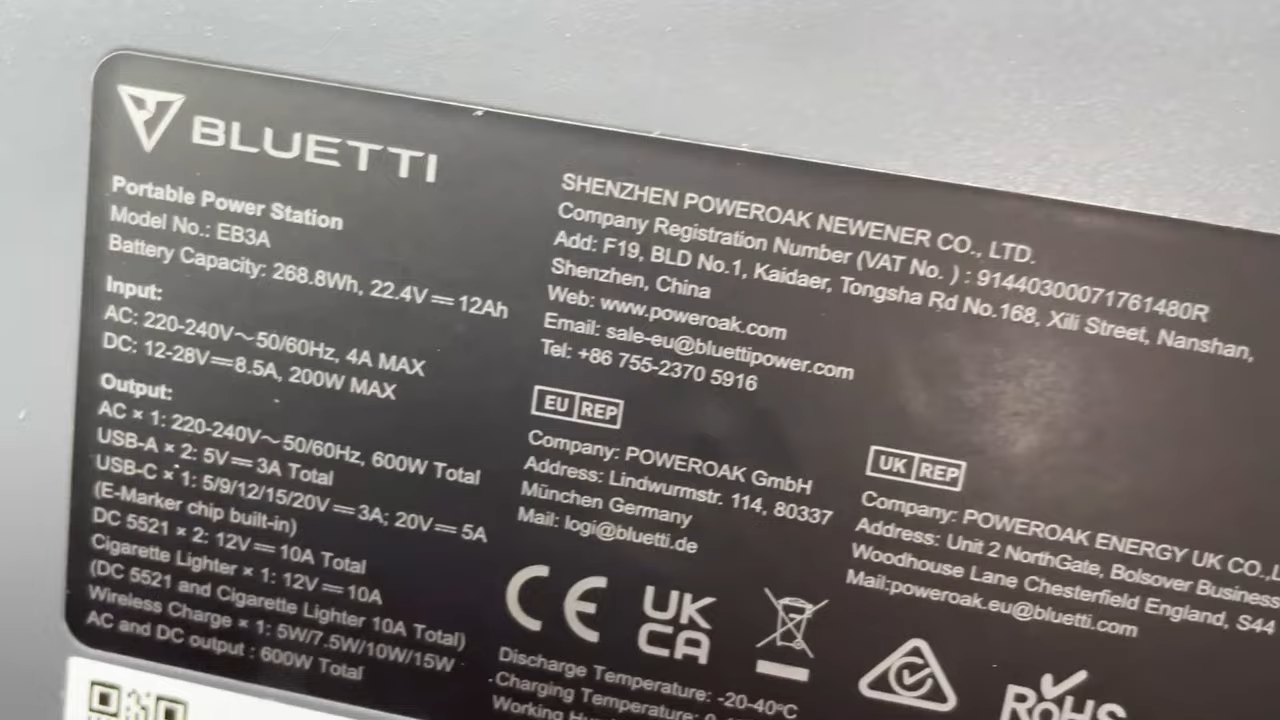 BLUETTI
Portable Power Station
Model No.: EB3A
Battery Capacity: 268.8Wh, 22.4V⎓12Ah
Input:
AC: 220-240V～50/60Hz, 4A MAX
DC: 12-28V⎓8.5A, 200W MAX
Output:
AC × 1: 220-240V～50/60Hz, 600W Total
USB-A × 2: 5V⎓3A Total
USB-C × 1: 5/9/12/15/20V⎓3A; 20V⎓5A
(E-Marker chip built-in)
DC 5521 × 2: 12V⎓10A Total
Cigarette Lighter × 1: 12V⎓10A
(DC 5521 and Cigarette Lighter 10A Total)
Wireless Charge × 1: 5W/7.5W/10W/15W
AC and DC output : 600W Total
SHENZHEN POWEROAK NEWENER CO., LTD.
Company Registration Number (VAT No. ) : 91440300071761480R
Add: F19, BLD No.1, Kaidaer, Tongsha Rd No.168, Xili Street, Nanshan,
Shenzhen, China
Web: www.poweroak.com
Email: sale-eu@bluettipower.com
Tel: +86 755-2370 5916
EU REP
Company: POWEROAK GmbH
Address: Lindwurmstr. 114, 80337
München Germany
Mail: logi@bluetti.de
UK REP
Company: POWEROAK ENERGY UK CO.,L
Address: Unit 2 NorthGate, Bolsover Business
Woodhouse Lane Chesterfield England, S44
Mail:poweroak.eu@bluetti.com
CE
UK
CA
Discharge Temperature: -20-40°C
Charging Temperature:
Working
RoHS